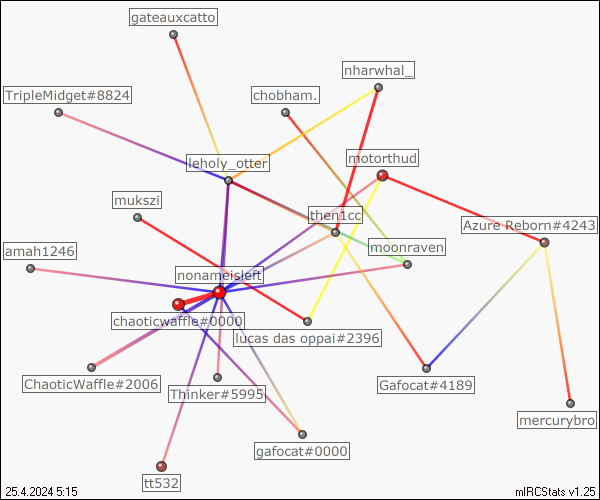 gateauxcatto
nharwhal_
TripleMidget#8824
chobham.
leholy_otter
motorthud
mukszi
then1cc
Azure Reborn#4243
amah1246
moonraven
nonameisleft
chaoticwaffle#0000
lucas das oppai#2396
ChaoticWaffle#2006
Thinker#5995
Gafocat#4189
mercurybro
gafocat#0000
tt532
25.4.2024 5:15
mIRCStats v1.25